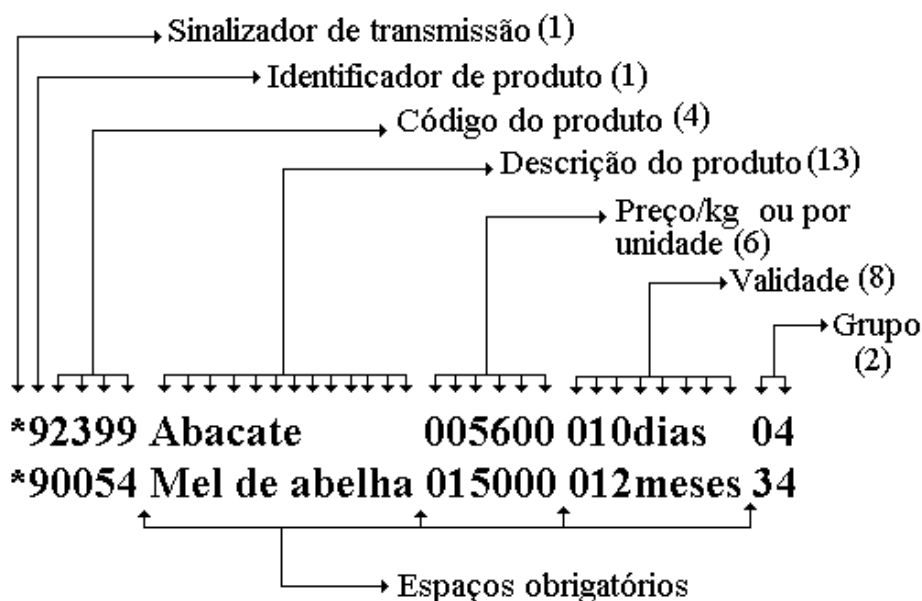 Sinalizador de transmissão (1)
Identificador de produto (1)
Código do produto (4)
Descrição do produto (13)
Preço/kg ou por
unidade (6)
Validade (8)
Grupo
(2)
*92399 Abacate 005600 010dias 04
*90054 Mel de abelha 015000 012meses 34
Espaços obrigatórios